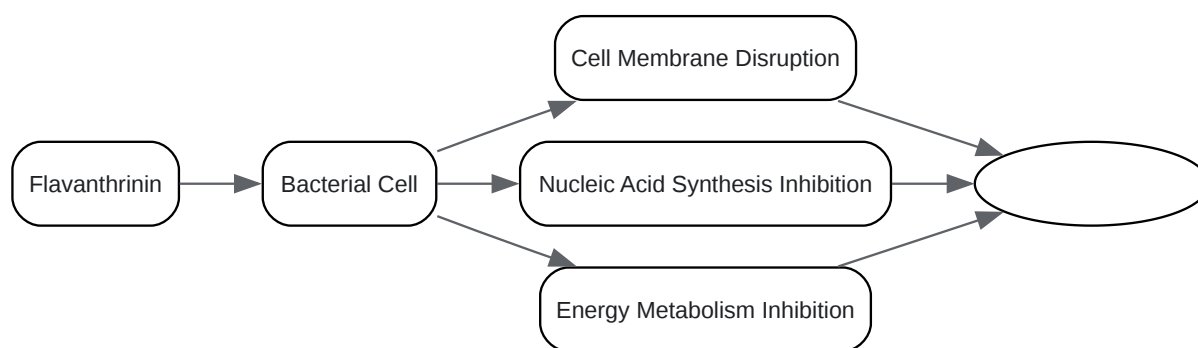 Cell Membrane Disruption
Flavanthrinin
Bacterial Cell
Nucleic Acid Synthesis Inhibition
Energy Metabolism Inhibition